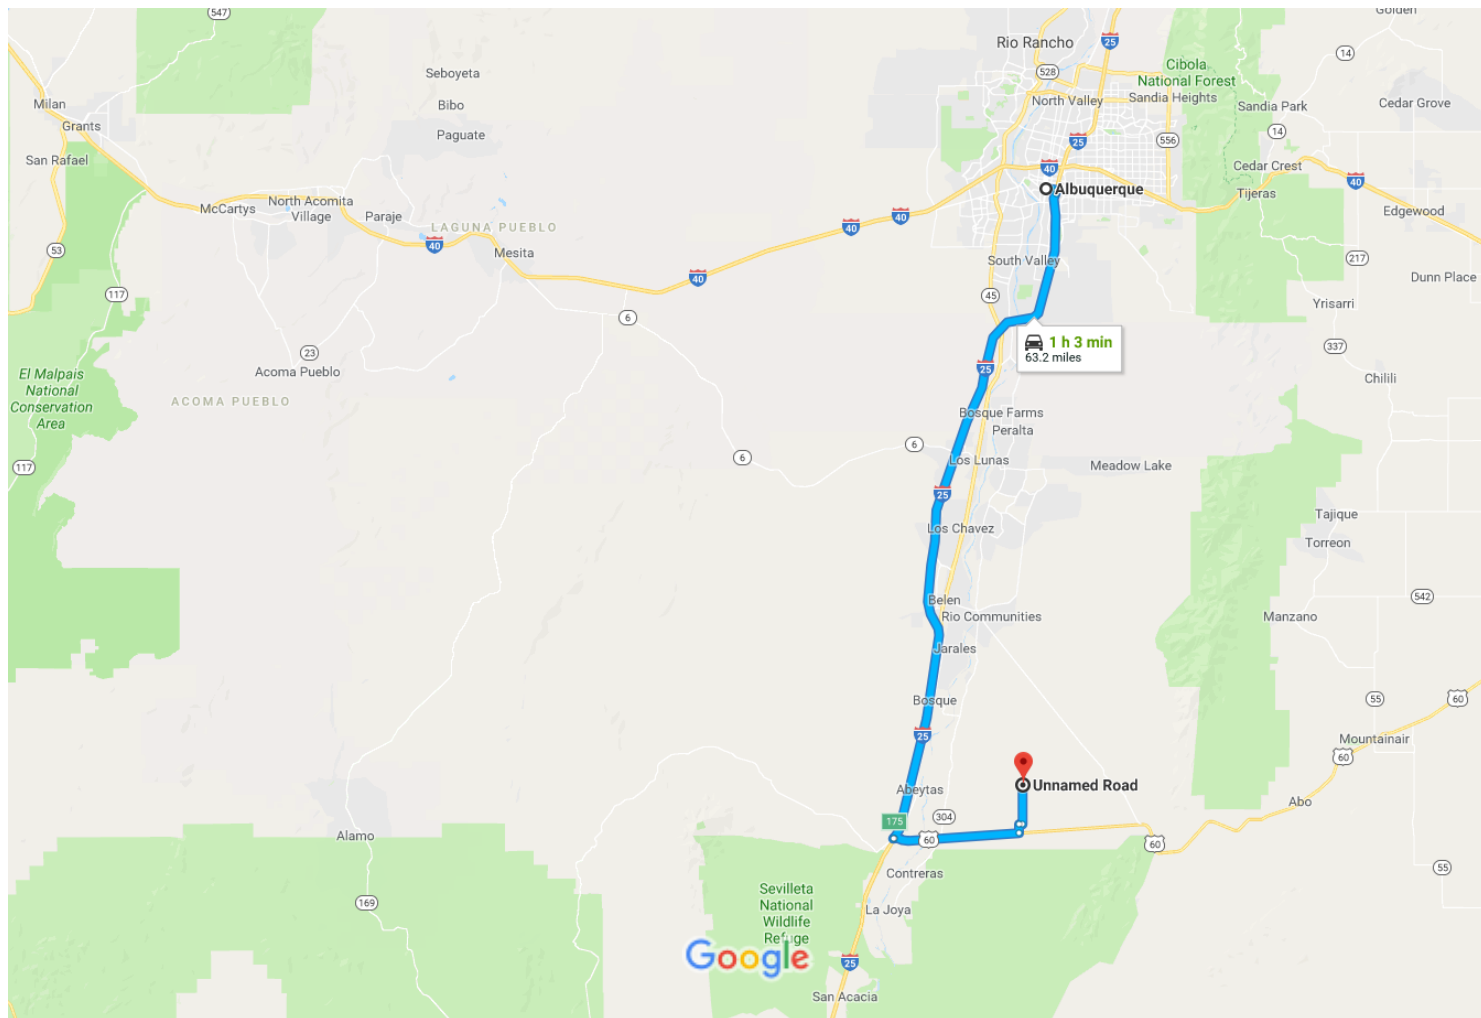 547
Golden
Rio Rancho
25
14
Cibola
National Forest
528
Seboyeta
Milan
Bibo
North Valley
Sandia Heights
Sandia Park
Cedar Grove
Grants
Paguate
14
25
556
San Rafael
40
Cedar Crest
40
Albuquerque
Tijeras
McCartys
North Acomita
Village
Paraje
40
40
Edgewood
LAGUNA PUEBLO
40
53
Mesita
South Valley
217
40
Dunn Place
117
45
Yrisarri
6
1 h 3 min
63.2 miles
337
23
Acoma Pueblo
25
Chilili
El Malpais
National
Conservation
Area
ACOMA PUEBLO
Bosque Farms
Peralta
6
6
Los Lunas
117
Meadow Lake
25
Tajique
Los Chavez
Torreon
Belen
542
Rio Communities
Manzano
Jarales
Bosque
55
60
25
Mountainair
60
Abeytas
Unnamed Road
Abo
304
175
Alamo
60
60
Contreras
55
Sevilleta
National
Wildlife
Refuge
169
La Joya
Google
25
San Acacia